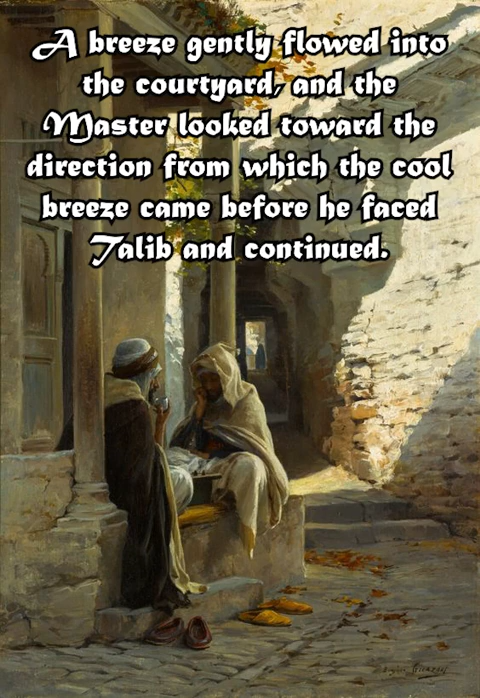 A breeze gently flowed into
the courtyard, and the
Master looked toward the
direction from which the cool
breeze came before he faced
Talib and continued.